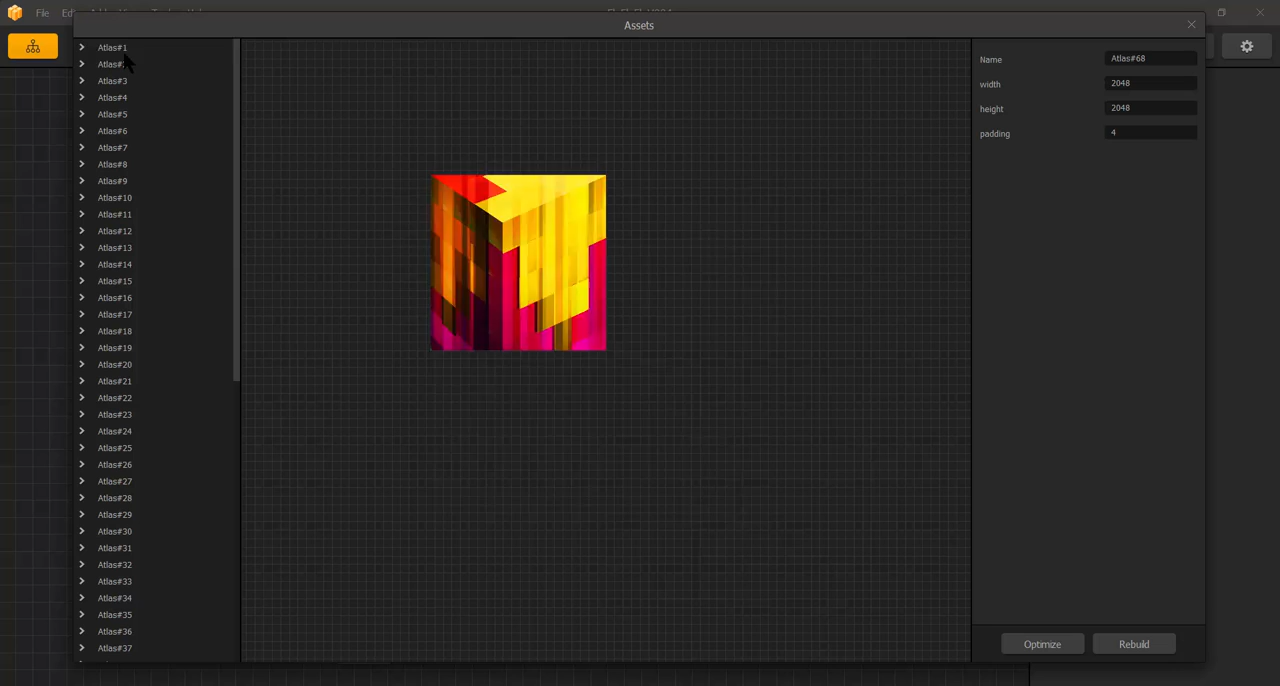 File
Assets
Atlas#1
Atlas#2
Atlas#3
Atlas#4
Atlas#5
Atlas#6
Atlas#7
Atlas#8
Atlas#9
Atlas#10
Atlas#11
Atlas#12
Atlas#13
Atlas#14
Atlas#15
Atlas#16
Atlas#17
Atlas#18
Atlas#19
Atlas#20
Atlas#21
Atlas#22
Atlas#23
Atlas#24
Atlas#25
Atlas#26
Atlas#27
Atlas#28
Atlas#29
Atlas#30
Atlas#31
Atlas#32
Atlas#33
Atlas#34
Atlas#35
Atlas#36
Atlas#37
Name Atlas#68
width 2048
height 2048
padding 4
Optimize Rebuild